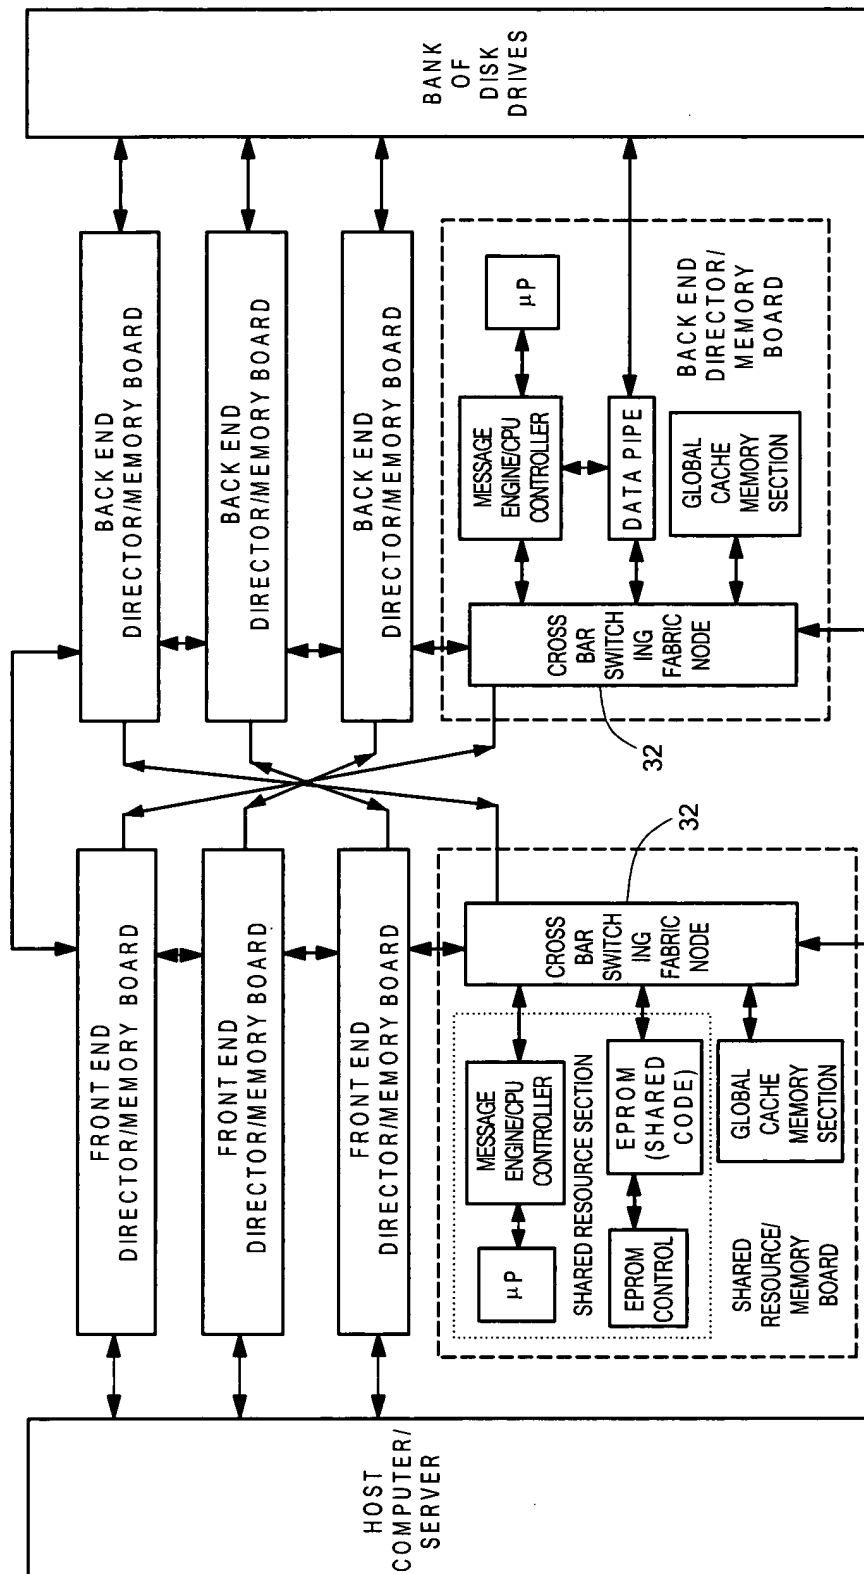 BANK
OF
DISK
DRIVES
BACK END
DIRECTOR/MEMORY BOARD
BACK END
DIRECTOR/MEMORY BOARD
BACK END
DIRECTOR/MEMORY BOARD
µP
MESSAGE
ENGINE/CPU
CONTROLLER
DATA PIPE
GLOBAL
CACHE
MEMORY
SECTION
BACK END
DIRECTOR/
MEMORY
BOARD
CROSS
BAR
SWITCH
ING
FABRIC
NODE
32
32
FRONT END
DIRECTOR/MEMORY BOARD
FRONT END
DIRECTOR/MEMORY BOARD
FRONT END
DIRECTOR/MEMORY BOARD
CROSS
BAR
SWITCH
ING
FABRIC
NODE
MESSAGE
ENGINE/CPU
CONTROLLER
µP
SHARED RESOURCE SECTION
EPROM
(SHARED
CODE)
EPROM
CONTROL
GLOBAL
CACHE
MEMORY
SECTION
SHARED
RESOURCE/
MEMORY
BOARD
HOST
COMPUTER/
SERVER